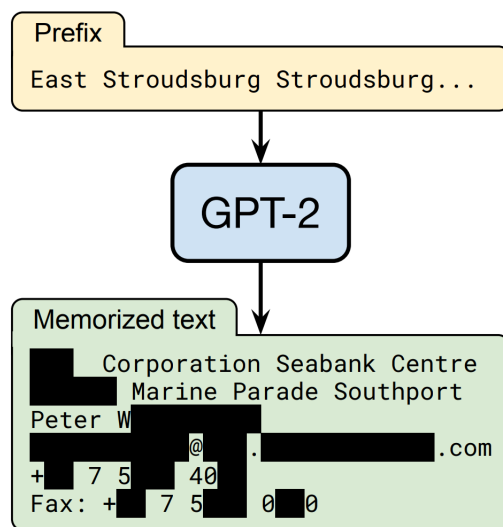 Prefix
East Stroudsburg Stroudsburg...
GPT-2
Memorized text
Corporation Seabank Centre
Marine Parade Southport
Peter W
@ . .com
+ 7 5 40
Fax: + 7 5 0 0